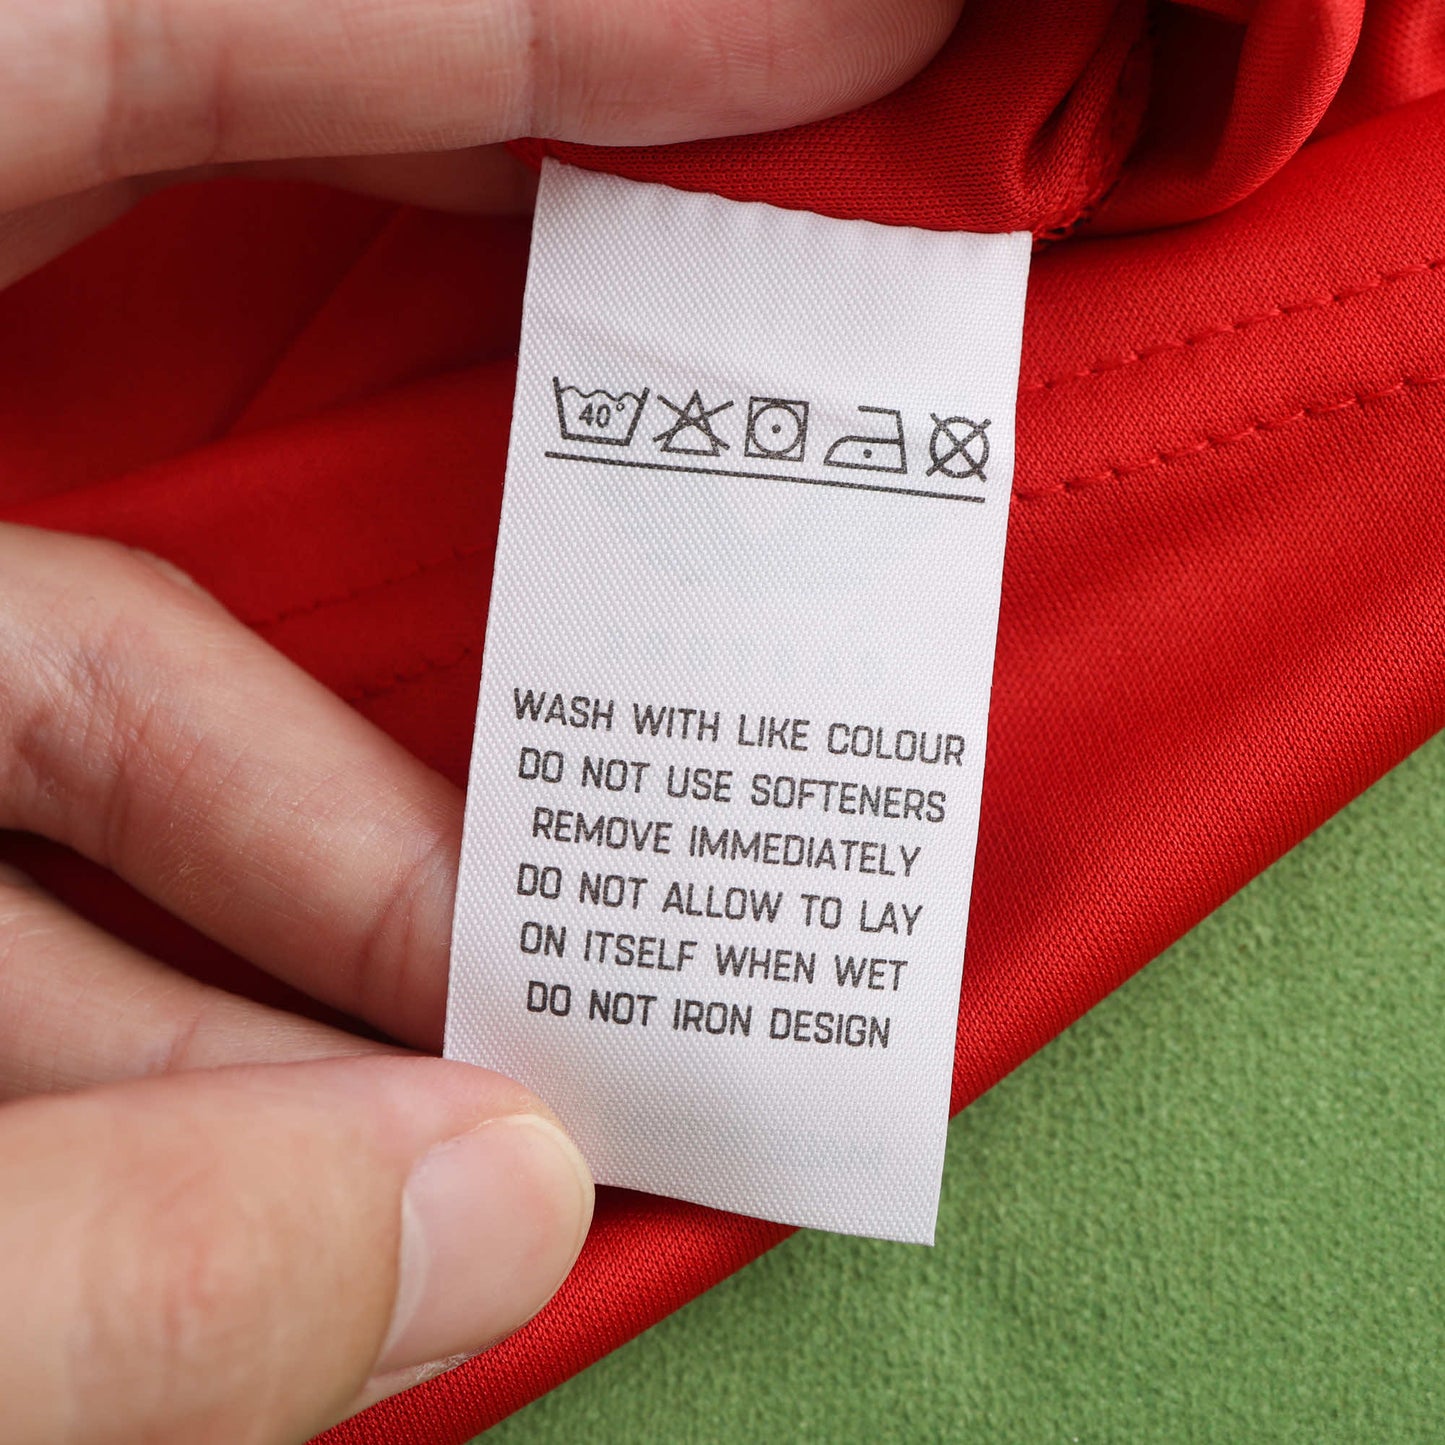 40°
WASH WITH LIKE COLOUR
DO NOT USE SOFTENERS
REMOVE IMMEDIATELY
DO NOT ALLOW TO LAY
ON ITSELF WHEN WET
DO NOT IRON DESIGN